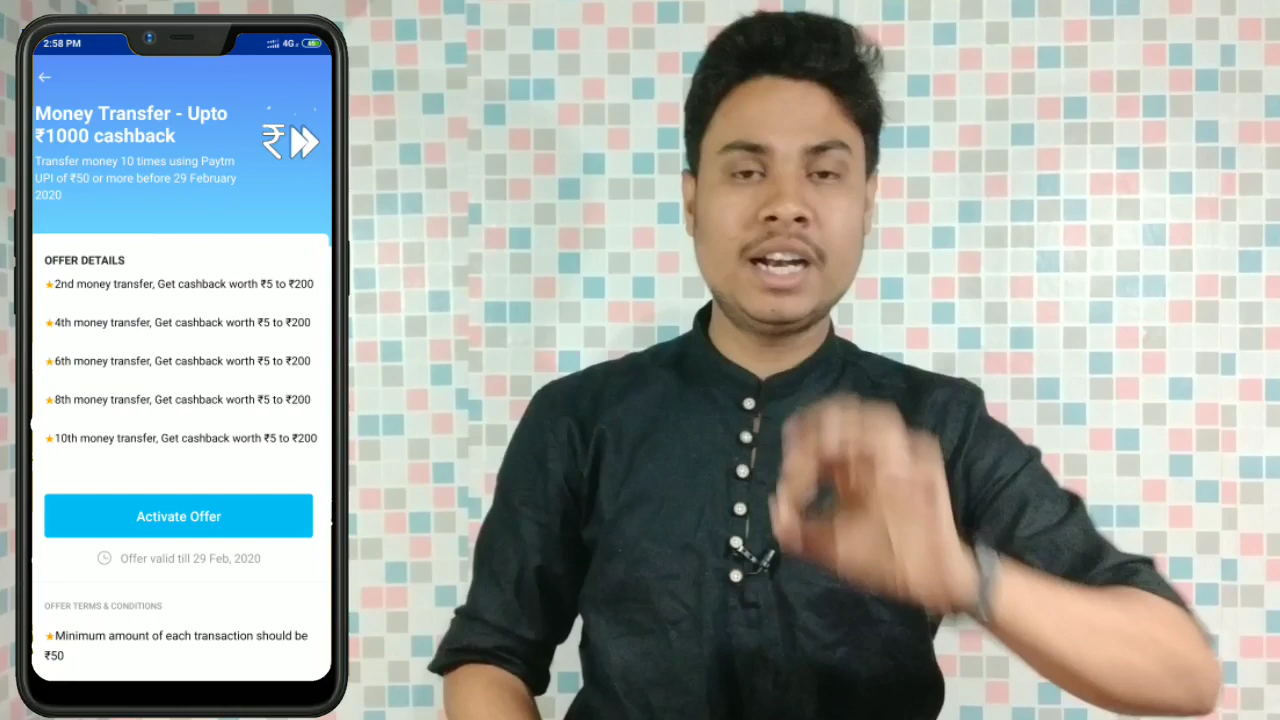 2:58 PM
4G
Money Transfer - Upto
₹1000 cashback
₹
Transfer money 10 times using Paytm
UPI of ₹50 or more before 29 February
2020
OFFER DETAILS
★2nd money transfer, Get cashback worth ₹5 to ₹200
★4th money transfer, Get cashback worth ₹5 to ₹200
★6th money transfer, Get cashback worth ₹5 to ₹200
★8th money transfer, Get cashback worth ₹5 to ₹200
★10th money transfer, Get cashback worth ₹5 to ₹200
Activate Offer
Offer valid till 29 Feb, 2020
OFFER TERMS & CONDITIONS
★Minimum amount of each transaction should be
₹50